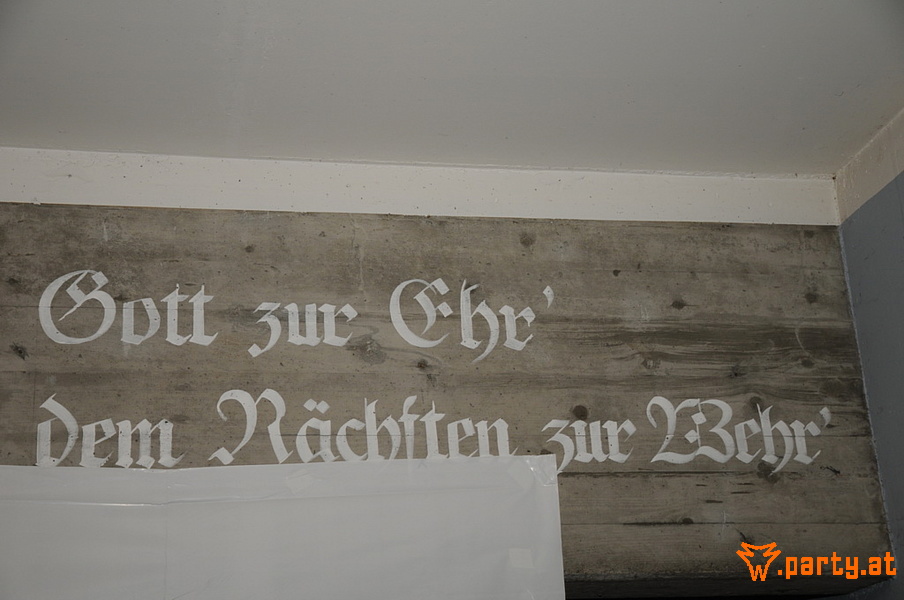 Gott zur Ehr'
dem Nächſten zur Wehr'
w.party.at